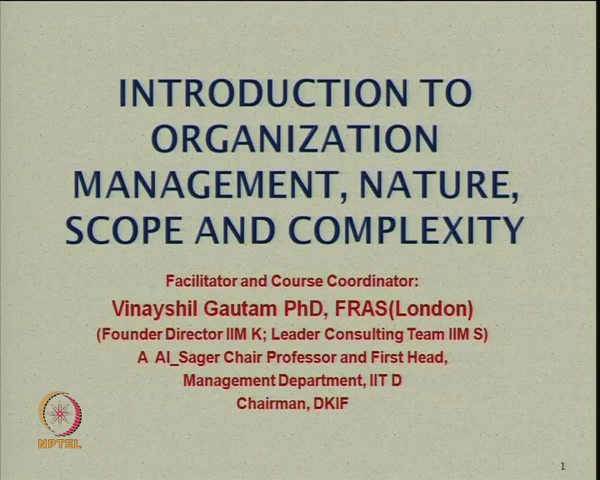 INTRODUCTION TO
ORGANIZATION
MANAGEMENT, NATURE,
SCOPE AND COMPLEXITY
Facilitator and Course Coordinator:
Vinayshil Gautam PhD, FRAS(London)
(Founder Director IIM K; Leader Consulting Team IIM S)
A Al_Sager Chair Professor and First Head,
Management Department, IIT D
Chairman, DKIF
NPTEL
1